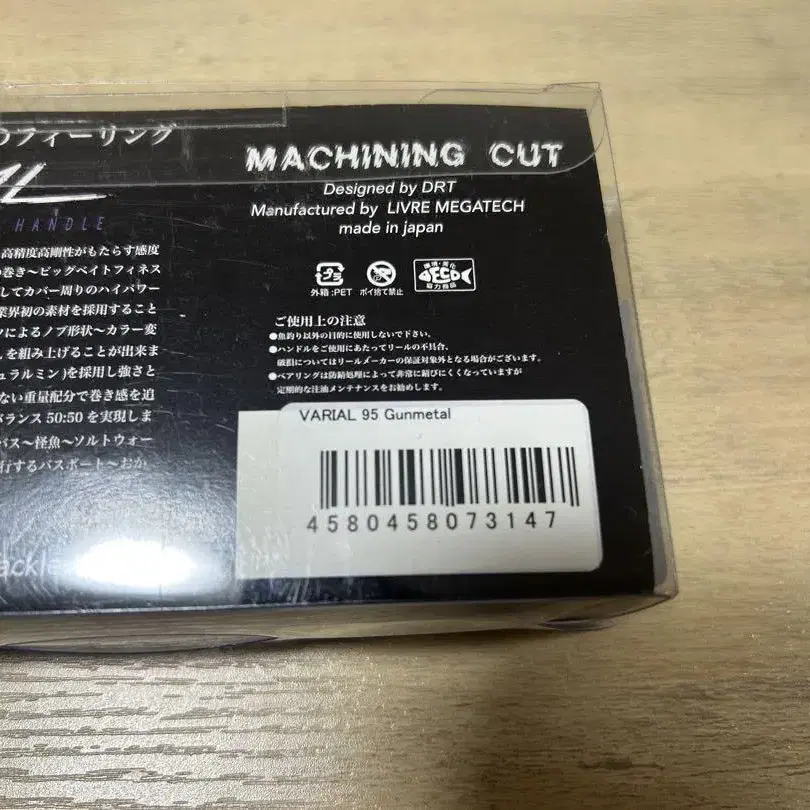 のフィーリング
HANDLE
高精度高剛性がもたらす感度
の巻き～ビッグベイトフィネス
してカバー周りのハイパワー
業界初の素材を採用すること
によるノブ形状～カラー変
を組み上げることが出来ま
ュラルミン)を採用し強さと
ない重量配分で巻き感を追
バランス 50:50 を実現しま
バス～怪魚～ソルトウォー
行するパスポート～おか
ackle
MACHINING CUT
Designed by DRT
Manufactured by LIVRE MEGATECH
made in japan
プラ
外箱:PET
ポイ捨て禁止
環境・美化
ECO
協力商品
ご使用上の注意
●魚釣り以外の目的に使用しないで下さい。
●ハンドルをご使用にあたってリールの不具合、
破損についてはリールメーカーの保証対象外となる場合がございます。
●ベアリングは防錆処理によって非常に錆びにくくなっていますが
定期的な注油メンテナンスをお勧めします。
VARIAL 95 Gunmetal
4580458073147